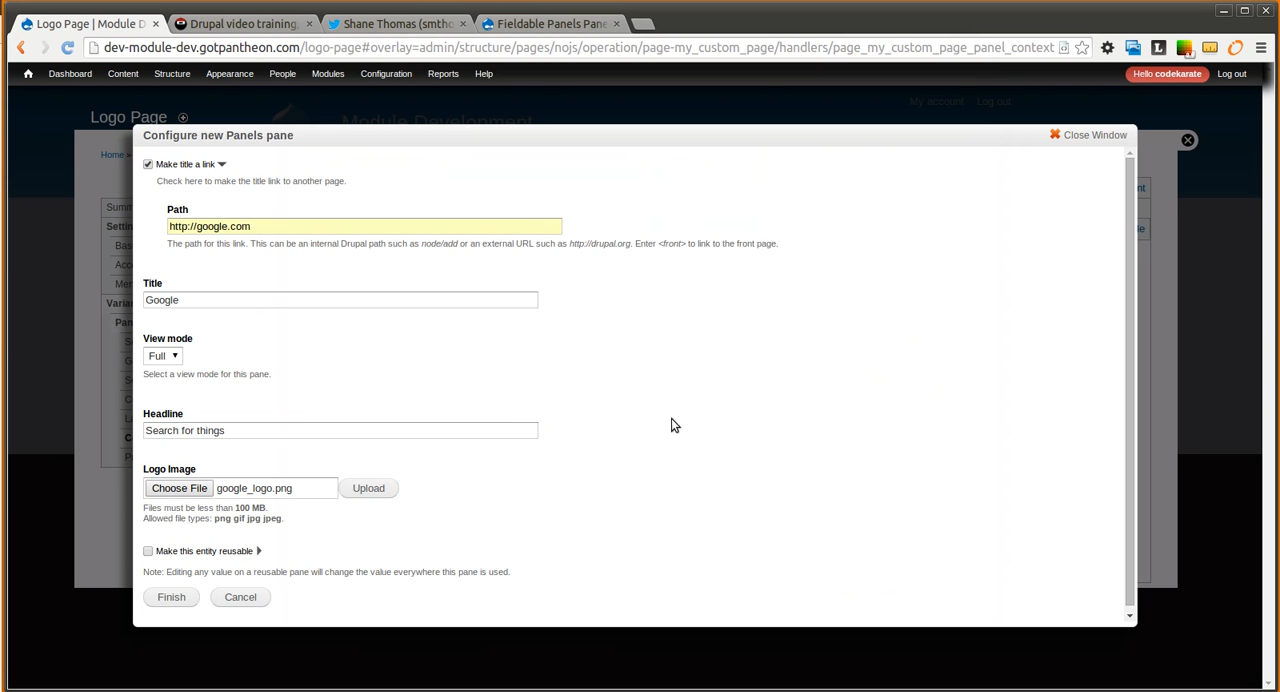 Logo Page | Module D
Drupal video training,
Shane Thomas (smtho
Fieldable Panels Pane
dev-module-dev.gotpantheon.com/logo-page#overlay=admin/structure/pages/nojs/operation/page-my_custom_page/handlers/page_my_custom_page_panel_context
Dashboard Content Structure Appearance People Modules Configuration Reports Help Hello codekarate Log out
My account Log out
Logo Page
Module Development
Configure new Panels pane
Close Window
Home »
Make title a link
Check here to make the title link to another page.
Path
http://google.com
The path for this link. This can be an internal Drupal path such as node/add or an external URL such as http://drupal.org. Enter <front> to link to the front page.
Title
Google
View mode
Full
Select a view mode for this pane.
Headline
Search for things
Logo Image
Choose File google_logo.png Upload
Files must be less than 100 MB.
Allowed file types: png gif jpg jpeg.
Make this entity reusable
Note: Editing any value on a reusable pane will change the value everywhere this pane is used.
Finish Cancel